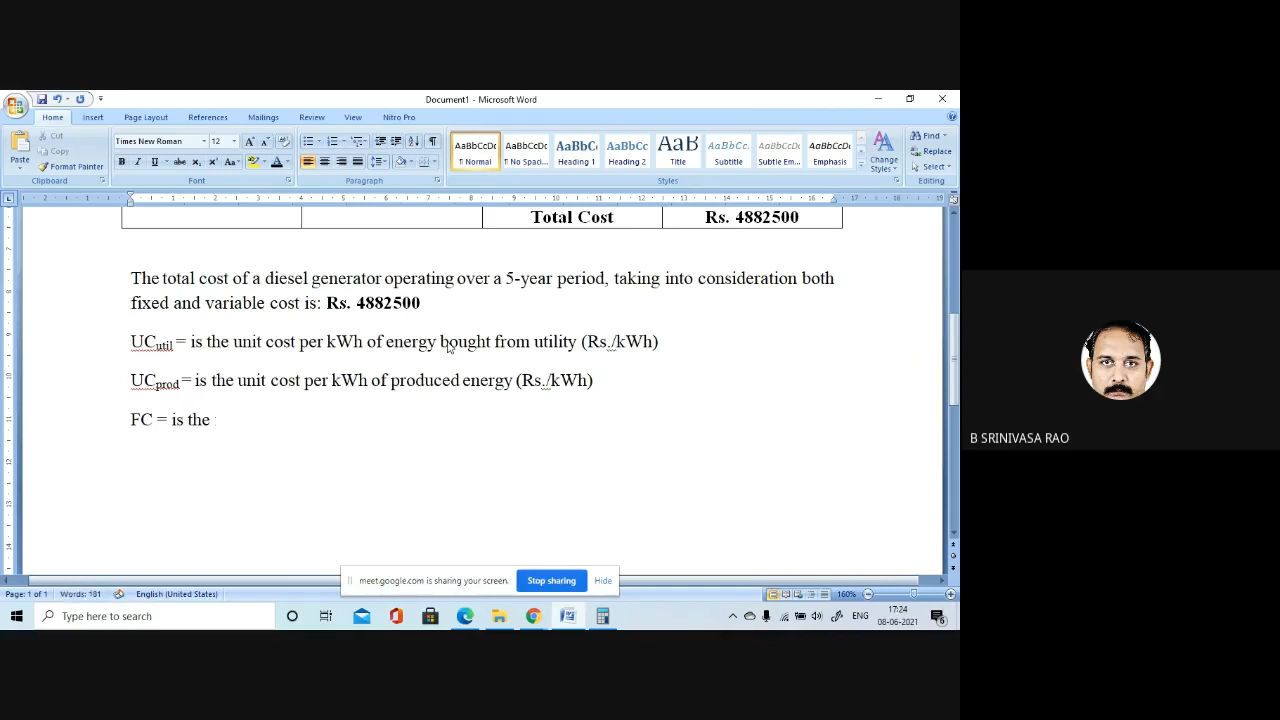 Document1 - Microsoft Word
Home Insert Page Layout References Mailings Review View Nitro Pro
Paste
Cut
Copy
Format Painter
Clipboard
Times New Roman 12
Font
Paragraph
AaBbCcDc AaBbCcDc AaBbC AaBbCc AaB AaBbCc. AaBbCcDc AaBbCcDc
¶ Normal ¶ No Spaci... Heading 1 Heading 2 Title Subtitle Subtle Em... Emphasis
Change Styles
Styles
Find
Replace
Select
Editing
Total Cost Rs. 4882500
The total cost of a diesel generator operating over a 5-year period, taking into consideration both
fixed and variable cost is: Rs. 4882500
UCutil = is the unit cost per kWh of energy bought from utility (Rs./kWh)
UCprod = is the unit cost per kWh of produced energy (Rs./kWh)
FC = is the
B SRINIVASA RAO
meet.google.com is sharing your screen. Stop sharing Hide
Page: 1 of 1 Words: 181 English (United States) 160%
Type here to search ENG 17:24
08-06-2021